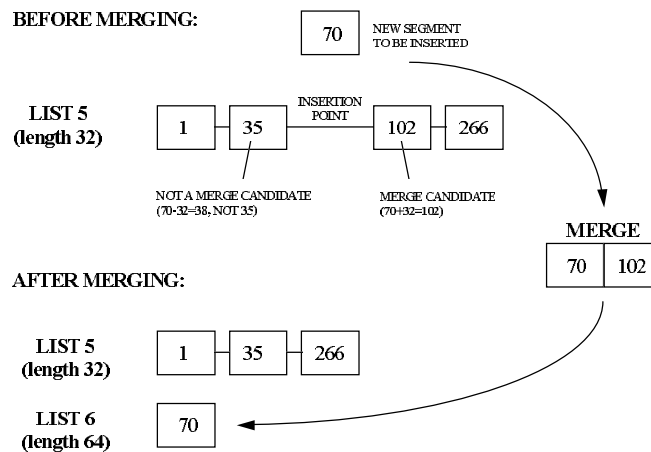 BEFORE MERGING:
70
NEW SEGMENT
TO BE INSERTED
LIST 5
(length 32)
1
35
INSERTION
POINT
102
266
NOT A MERGE CANDIDATE
(70-32=38, NOT 35)
MERGE CANDIDATE
(70+32=102)
MERGE
70
102
AFTER MERGING:
LIST 5
(length 32)
1
35
266
LIST 6
(length 64)
70